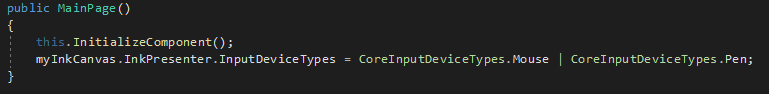 public MainPage()
{
this.InitializeComponent();
myInkCanvas.InkPresenter.InputDeviceTypes = CoreInputDeviceTypes.Mouse | CoreInputDeviceTypes.Pen;
}